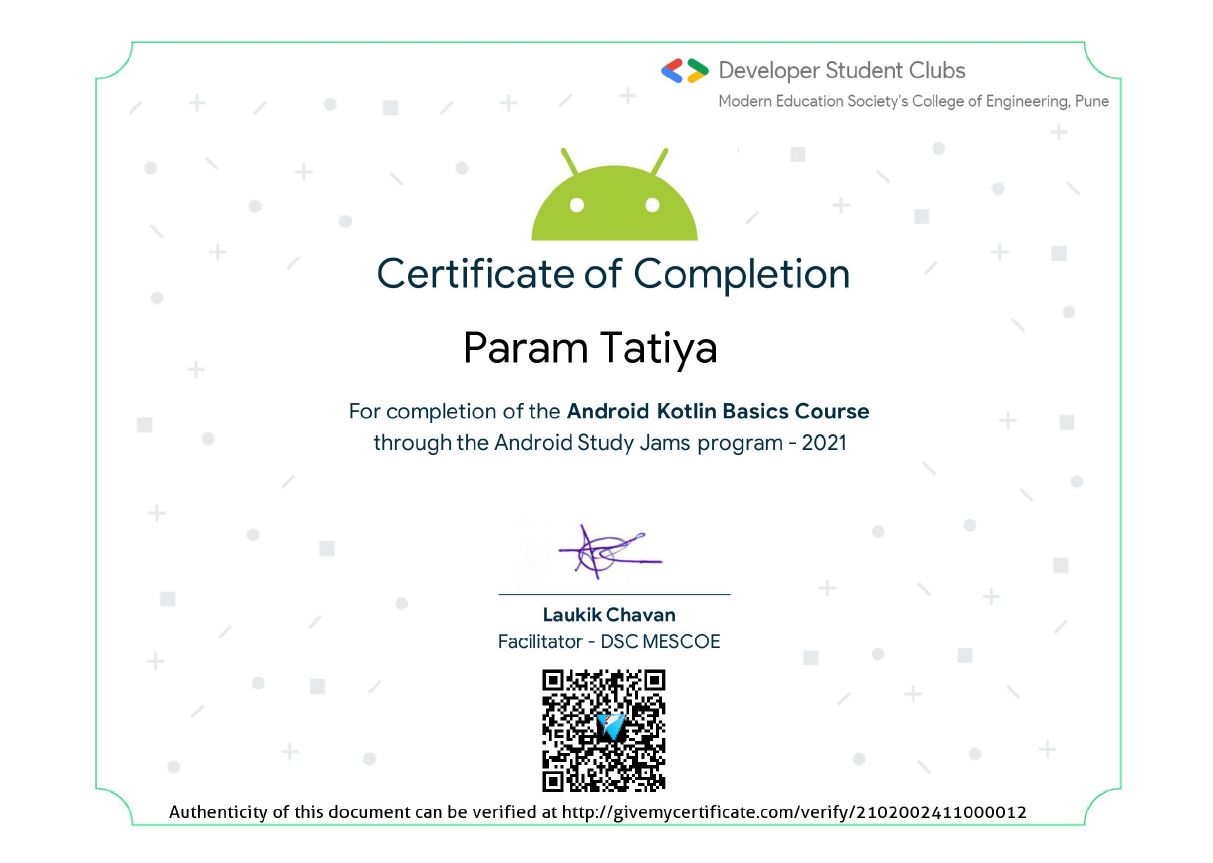 Developer Student Clubs
Modern Education Society's College of Engineering, Pune
Certificate of Completion
Param Tatiya
For completion of the Android Kotlin Basics Course
through the Android Study Jams program - 2021
Laukik Chavan
Facilitator - DSC MESCOE
Authenticity of this document can be verified at http://givemycertificate.com/verify/2102002411000012